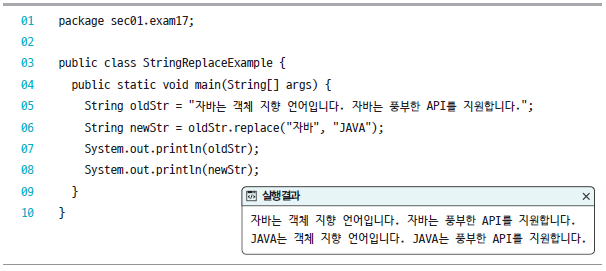 01 package sec01.exam17;
02
03 public class StringReplaceExample {
04 public static void main(String[] args) {
05 String oldStr = "자바는 객체 지향 언어입니다. 자바는 풍부한 API를 지원합니다.";
06 String newStr = oldStr.replace("자바", "JAVA");
07 System.out.println(oldStr);
08 System.out.println(newStr);
09 }
10 }
실행결과
자바는 객체 지향 언어입니다. 자바는 풍부한 API를 지원합니다.
JAVA는 객체 지향 언어입니다. JAVA는 풍부한 API를 지원합니다.